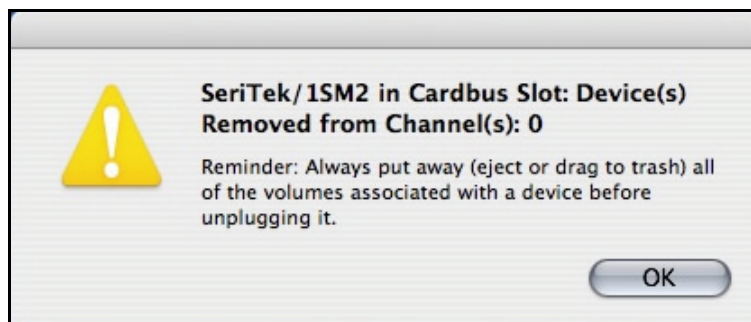 SeriTek/1SM2 in Cardbus Slot: Device(s)
Removed from Channel(s): 0
Reminder: Always put away (eject or drag to trash) all
of the volumes associated with a device before
unplugging it.
OK